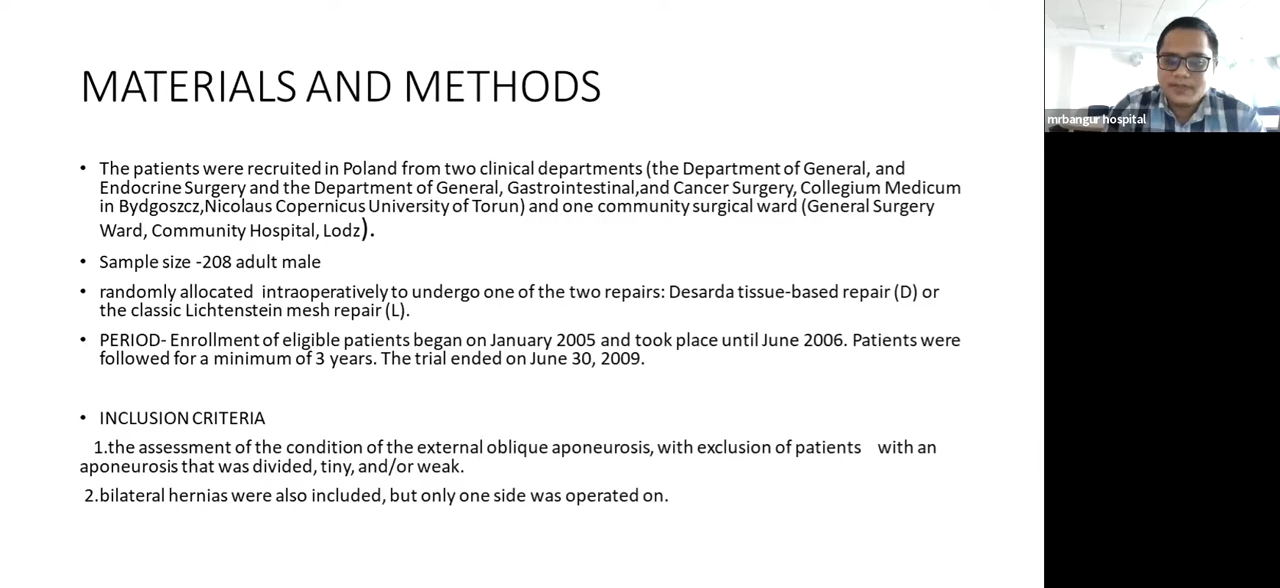 MATERIALS AND METHODS
• The patients were recruited in Poland from two clinical departments (the Department of General, and
Endocrine Surgery and the Department of General, Gastrointestinal,and Cancer Surgery, Collegium Medicum
in Bydgoszcz,Nicolaus Copernicus University of Torun) and one community surgical ward (General Surgery
Ward, Community Hospital, Lodz).
• Sample size -208 adult male
• randomly allocated intraoperatively to undergo one of the two repairs: Desarda tissue-based repair (D) or
the classic Lichtenstein mesh repair (L).
• PERIOD- Enrollment of eligible patients began on January 2005 and took place until June 2006. Patients were
followed for a minimum of 3 years. The trial ended on June 30, 2009.
• INCLUSION CRITERIA
1.the assessment of the condition of the external oblique aponeurosis, with exclusion of patients with an
aponeurosis that was divided, tiny, and/or weak.
2.bilateral hernias were also included, but only one side was operated on.
mrbangur hospital